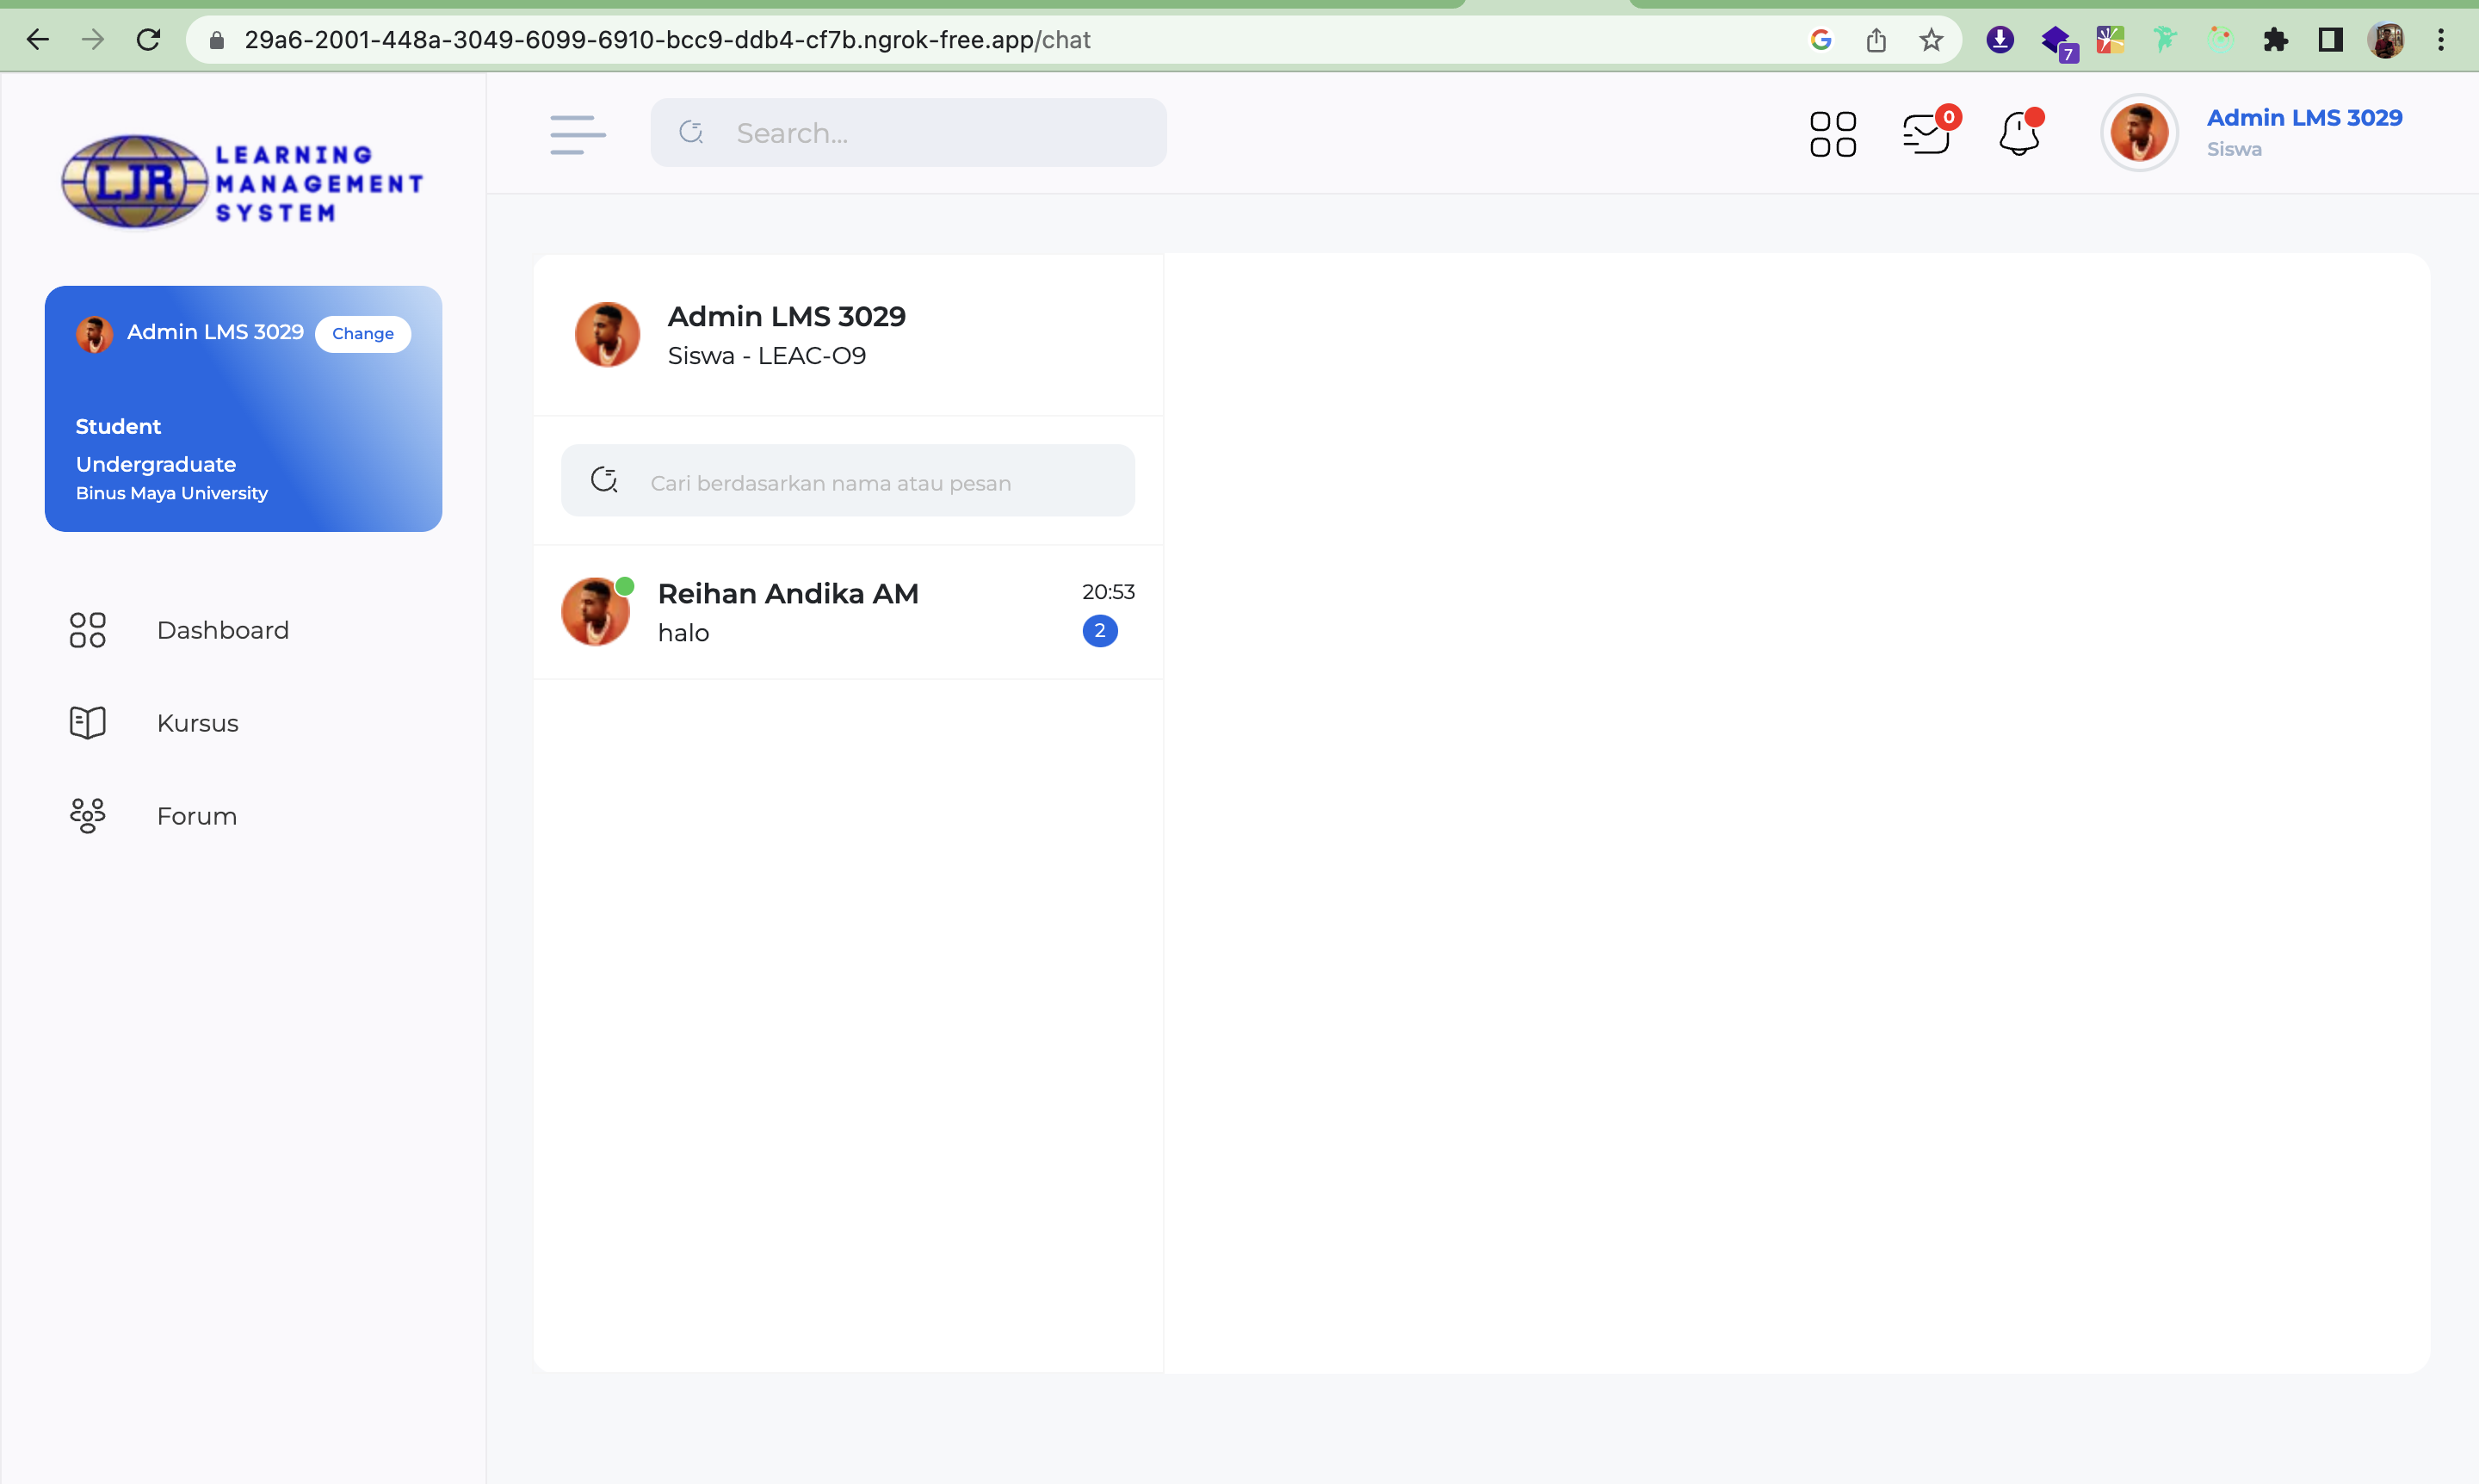 29a6-2001-448a-3049-6099-6910-bcc9-ddb4-cf7b.ngrok-free.app/chat
7
LJR
LEARNING
MANAGEMENT
SYSTEM
Search...
0
Admin LMS 3029
Siswa
Admin LMS 3029
Change
Student
Undergraduate
Binus Maya University
Dashboard
Kursus
Forum
Admin LMS 3029
Siswa - LEAC-O9
Cari berdasarkan nama atau pesan
Reihan Andika AM
20:53
halo
2